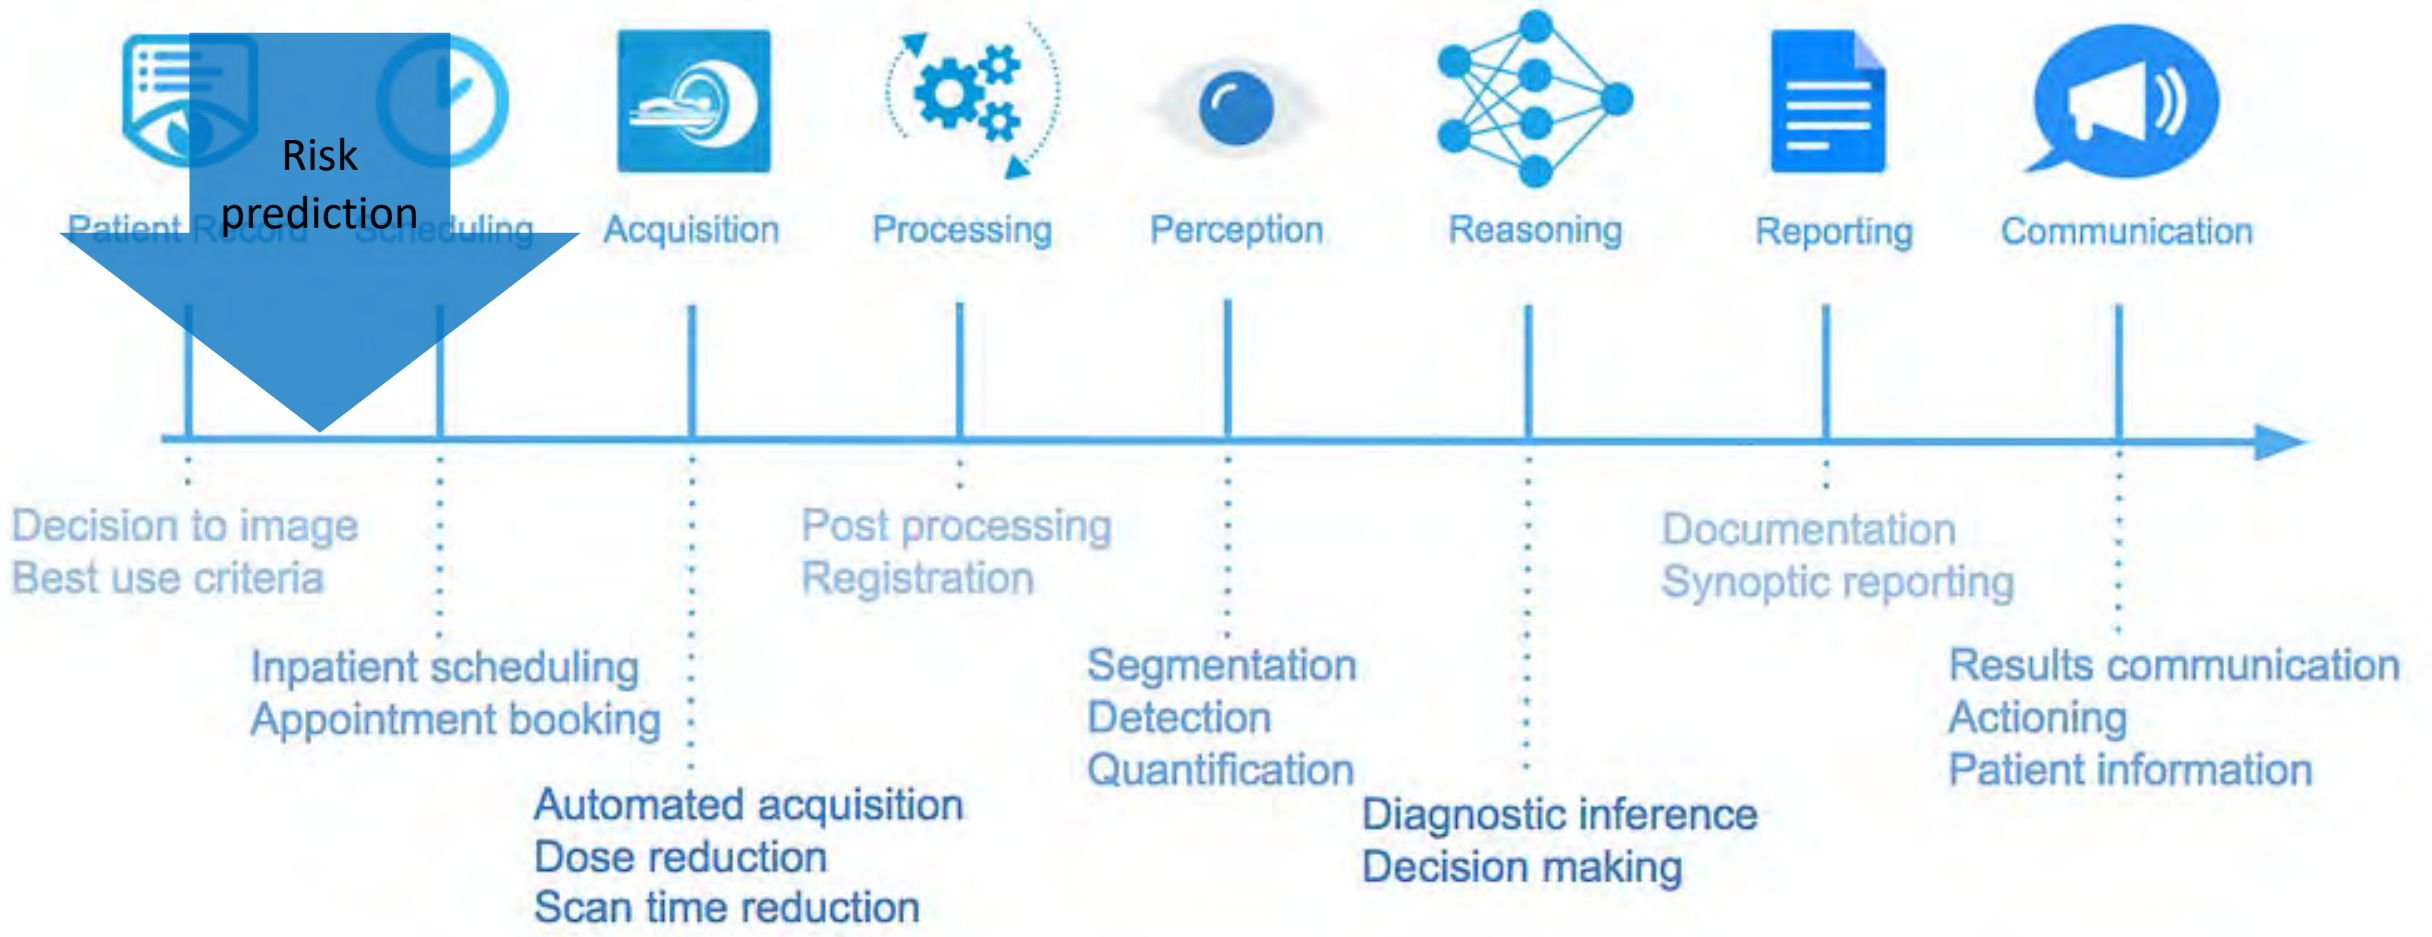 Risk
prediction
Patient Record
Scheduling
Acquisition
Processing
Perception
Reasoning
Reporting
Communication
Decision to image
Best use criteria
Inpatient scheduling
Appointment booking
Automated acquisition
Dose reduction
Scan time reduction
Post processing
Registration
Segmentation
Detection
Quantification
Diagnostic inference
Decision making
Documentation
Synoptic reporting
Results communication
Actioning
Patient information